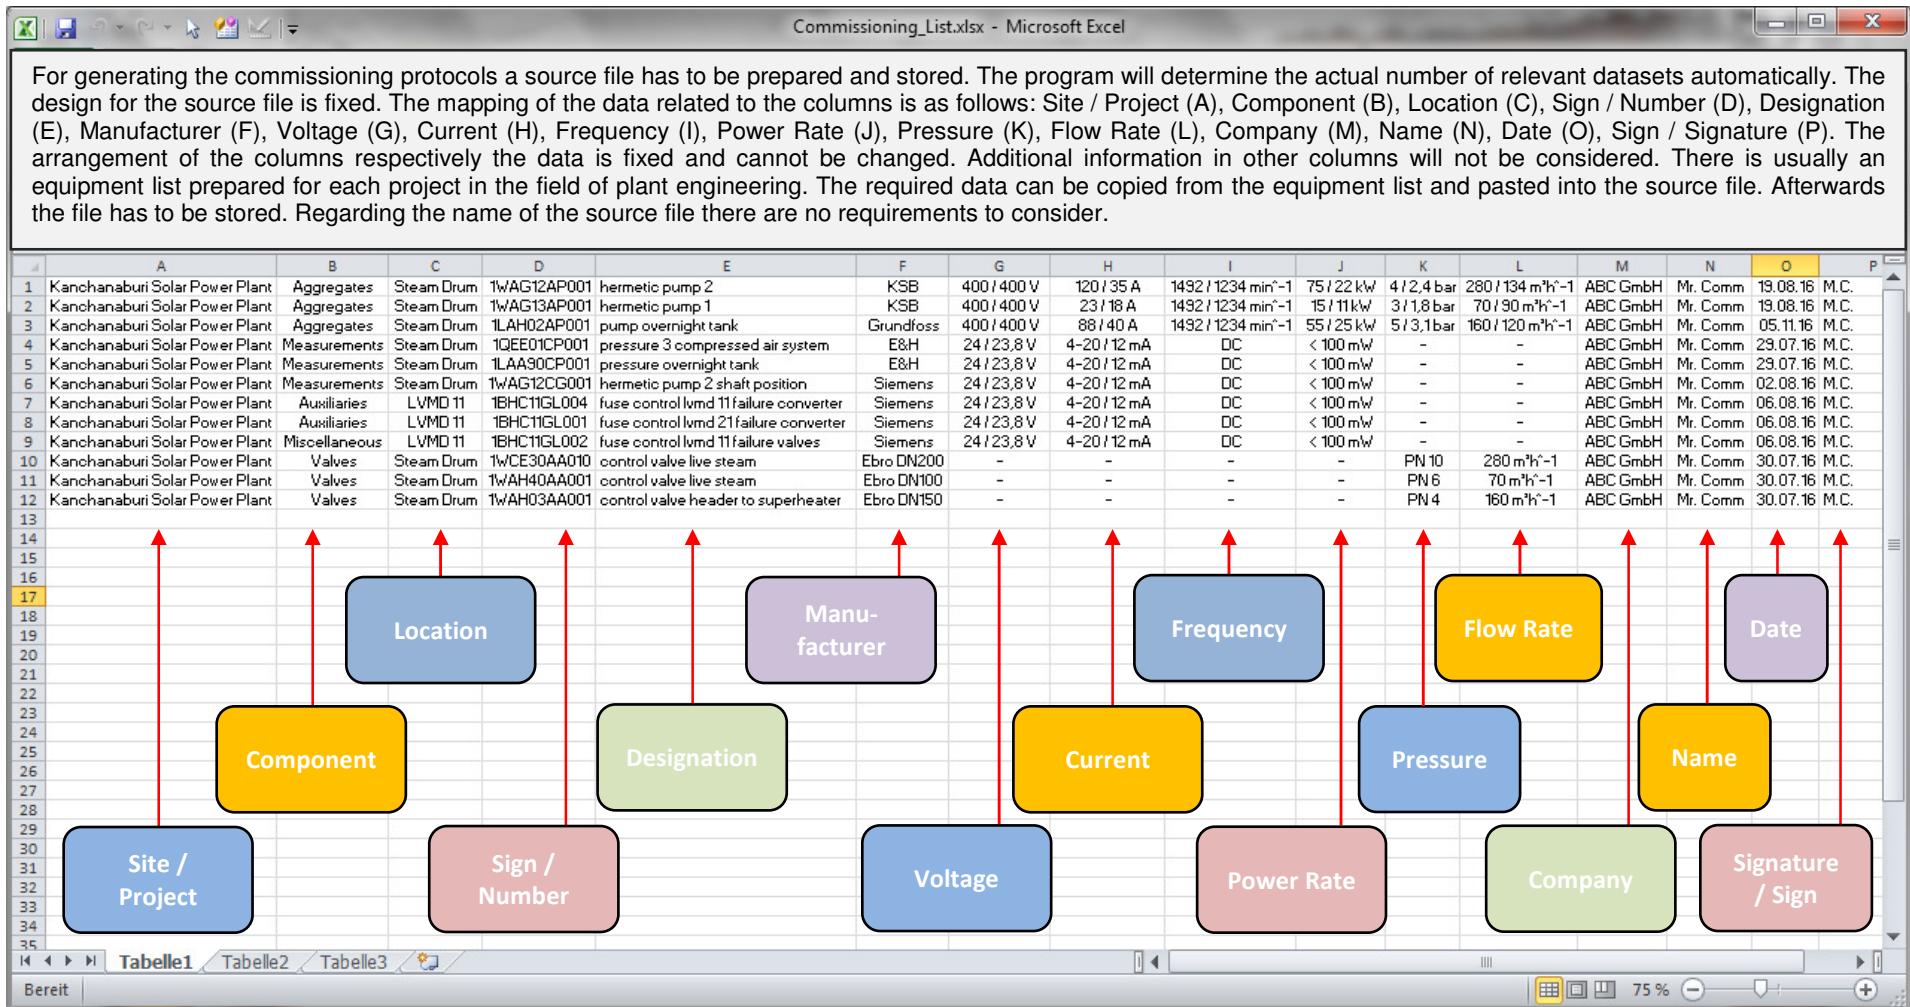 Commissioning_List.xlsx - Microsoft Excel
For generating the commissioning protocols a source file has to be prepared and stored. The program will determine the actual number of relevant datasets automatically. The
design for the source file is fixed. The mapping of the data related to the columns is as follows: Site / Project (A), Component (B), Location (C), Sign / Number (D), Designation
(E), Manufacturer (F), Voltage (G), Current (H), Frequency (I), Power Rate (J), Pressure (K), Flow Rate (L), Company (M), Name (N), Date (O), Sign / Signature (P). The
arrangement of the columns respectively the data is fixed and cannot be changed. Additional information in other columns will not be considered. There is usually an
equipment list prepared for each project in the field of plant engineering. The required data can be copied from the equipment list and pasted into the source file. Afterwards
the file has to be stored. Regarding the name of the source file there are no requirements to consider.
A B C D E F G H I J K L M N O P
1 Kanchanaburi Solar Power Plant Aggregates Steam Drum 1WAG12AP001 hermetic pump 2 KSB 400 / 400 V 120 / 35 A 1492 / 1234 min^-1 75 / 22 kW 4 / 2,4 bar 280 / 134 m³h^-1 ABC GmbH Mr. Comm 19.08.16 M.C.
2 Kanchanaburi Solar Power Plant Aggregates Steam Drum 1WAG13AP001 hermetic pump 1 KSB 400 / 400 V 23 / 18 A 1492 / 1234 min^-1 15 / 11 kW 3 / 1,8 bar 70 / 90 m³h^-1 ABC GmbH Mr. Comm 19.08.16 M.C.
3 Kanchanaburi Solar Power Plant Aggregates Steam Drum 1LAH02AP001 pump overnight tank Grundfoss 400 / 400 V 88 / 40 A 1492 / 1234 min^-1 55 / 25 kW 5 / 3,1 bar 160 / 120 m³h^-1 ABC GmbH Mr. Comm 05.11.16 M.C.
4 Kanchanaburi Solar Power Plant Measurements Steam Drum 1QEE01CP001 pressure 3 compressed air system E&H 24 / 23,8 V 4-20 / 12 mA DC < 100 mW - - ABC GmbH Mr. Comm 29.07.16 M.C.
5 Kanchanaburi Solar Power Plant Measurements Steam Drum 1LAA90CP001 pressure overnight tank E&H 24 / 23,8 V 4-20 / 12 mA DC < 100 mW - - ABC GmbH Mr. Comm 29.07.16 M.C.
6 Kanchanaburi Solar Power Plant Measurements Steam Drum 1WAG12CG001 hermetic pump 2 shaft position Siemens 24 / 23,8 V 4-20 / 12 mA DC < 100 mW - - ABC GmbH Mr. Comm 02.08.16 M.C.
7 Kanchanaburi Solar Power Plant Auxiliaries LVMD 11 1BHC11GL004 fuse control lvmd 11 failure converter Siemens 24 / 23,8 V 4-20 / 12 mA DC < 100 mW - - ABC GmbH Mr. Comm 06.08.16 M.C.
8 Kanchanaburi Solar Power Plant Auxiliaries LVMD 11 1BHC11GL001 fuse control lvmd 21 failure converter Siemens 24 / 23,8 V 4-20 / 12 mA DC < 100 mW - - ABC GmbH Mr. Comm 06.08.16 M.C.
9 Kanchanaburi Solar Power Plant Miscellaneous LVMD 11 1BHC11GL002 fuse control lvmd 11 failure valves Siemens 24 / 23,8 V 4-20 / 12 mA DC < 100 mW - - ABC GmbH Mr. Comm 06.08.16 M.C.
10 Kanchanaburi Solar Power Plant Valves Steam Drum 1WCE30AA010 control valve live steam Ebro DN200 - - - - PN 10 280 m³h^-1 ABC GmbH Mr. Comm 30.07.16 M.C.
11 Kanchanaburi Solar Power Plant Valves Steam Drum 1WAH40AA001 control valve live steam Ebro DN100 - - - - PN 6 70 m³h^-1 ABC GmbH Mr. Comm 30.07.16 M.C.
12 Kanchanaburi Solar Power Plant Valves Steam Drum 1WAH03AA001 control valve header to superheater Ebro DN150 - - - - PN 4 160 m³h^-1 ABC GmbH Mr. Comm 30.07.16 M.C.
13
14
15
16
17
18
19
20
21
22
23
24
25
26
27
28
29
30
31
32
33
34
35
Location
Manu-
facturer
Frequency
Flow Rate
Date
Component
Designation
Current
Pressure
Name
Site /
Project
Sign /
Number
Voltage
Power Rate
Company
Signature
/ Sign
Tabelle1 Tabelle2 Tabelle3
Bereit 75 %